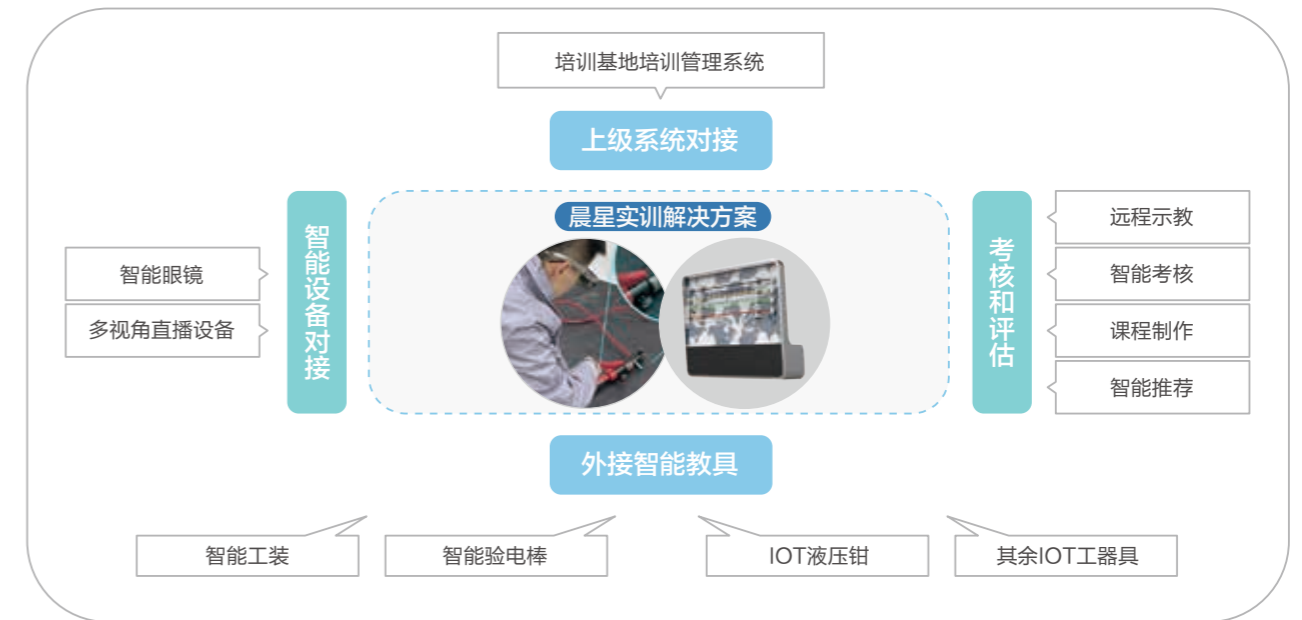 培训基地培训管理系统
上级系统对接
晨星实训解决方案
智能设备对接
智能眼镜
多视角直播设备
考核和评估
远程示教
智能考核
课程制作
智能推荐
外接智能教具
智能工装
智能验电棒
IOT液压钳
其余IOT工器具